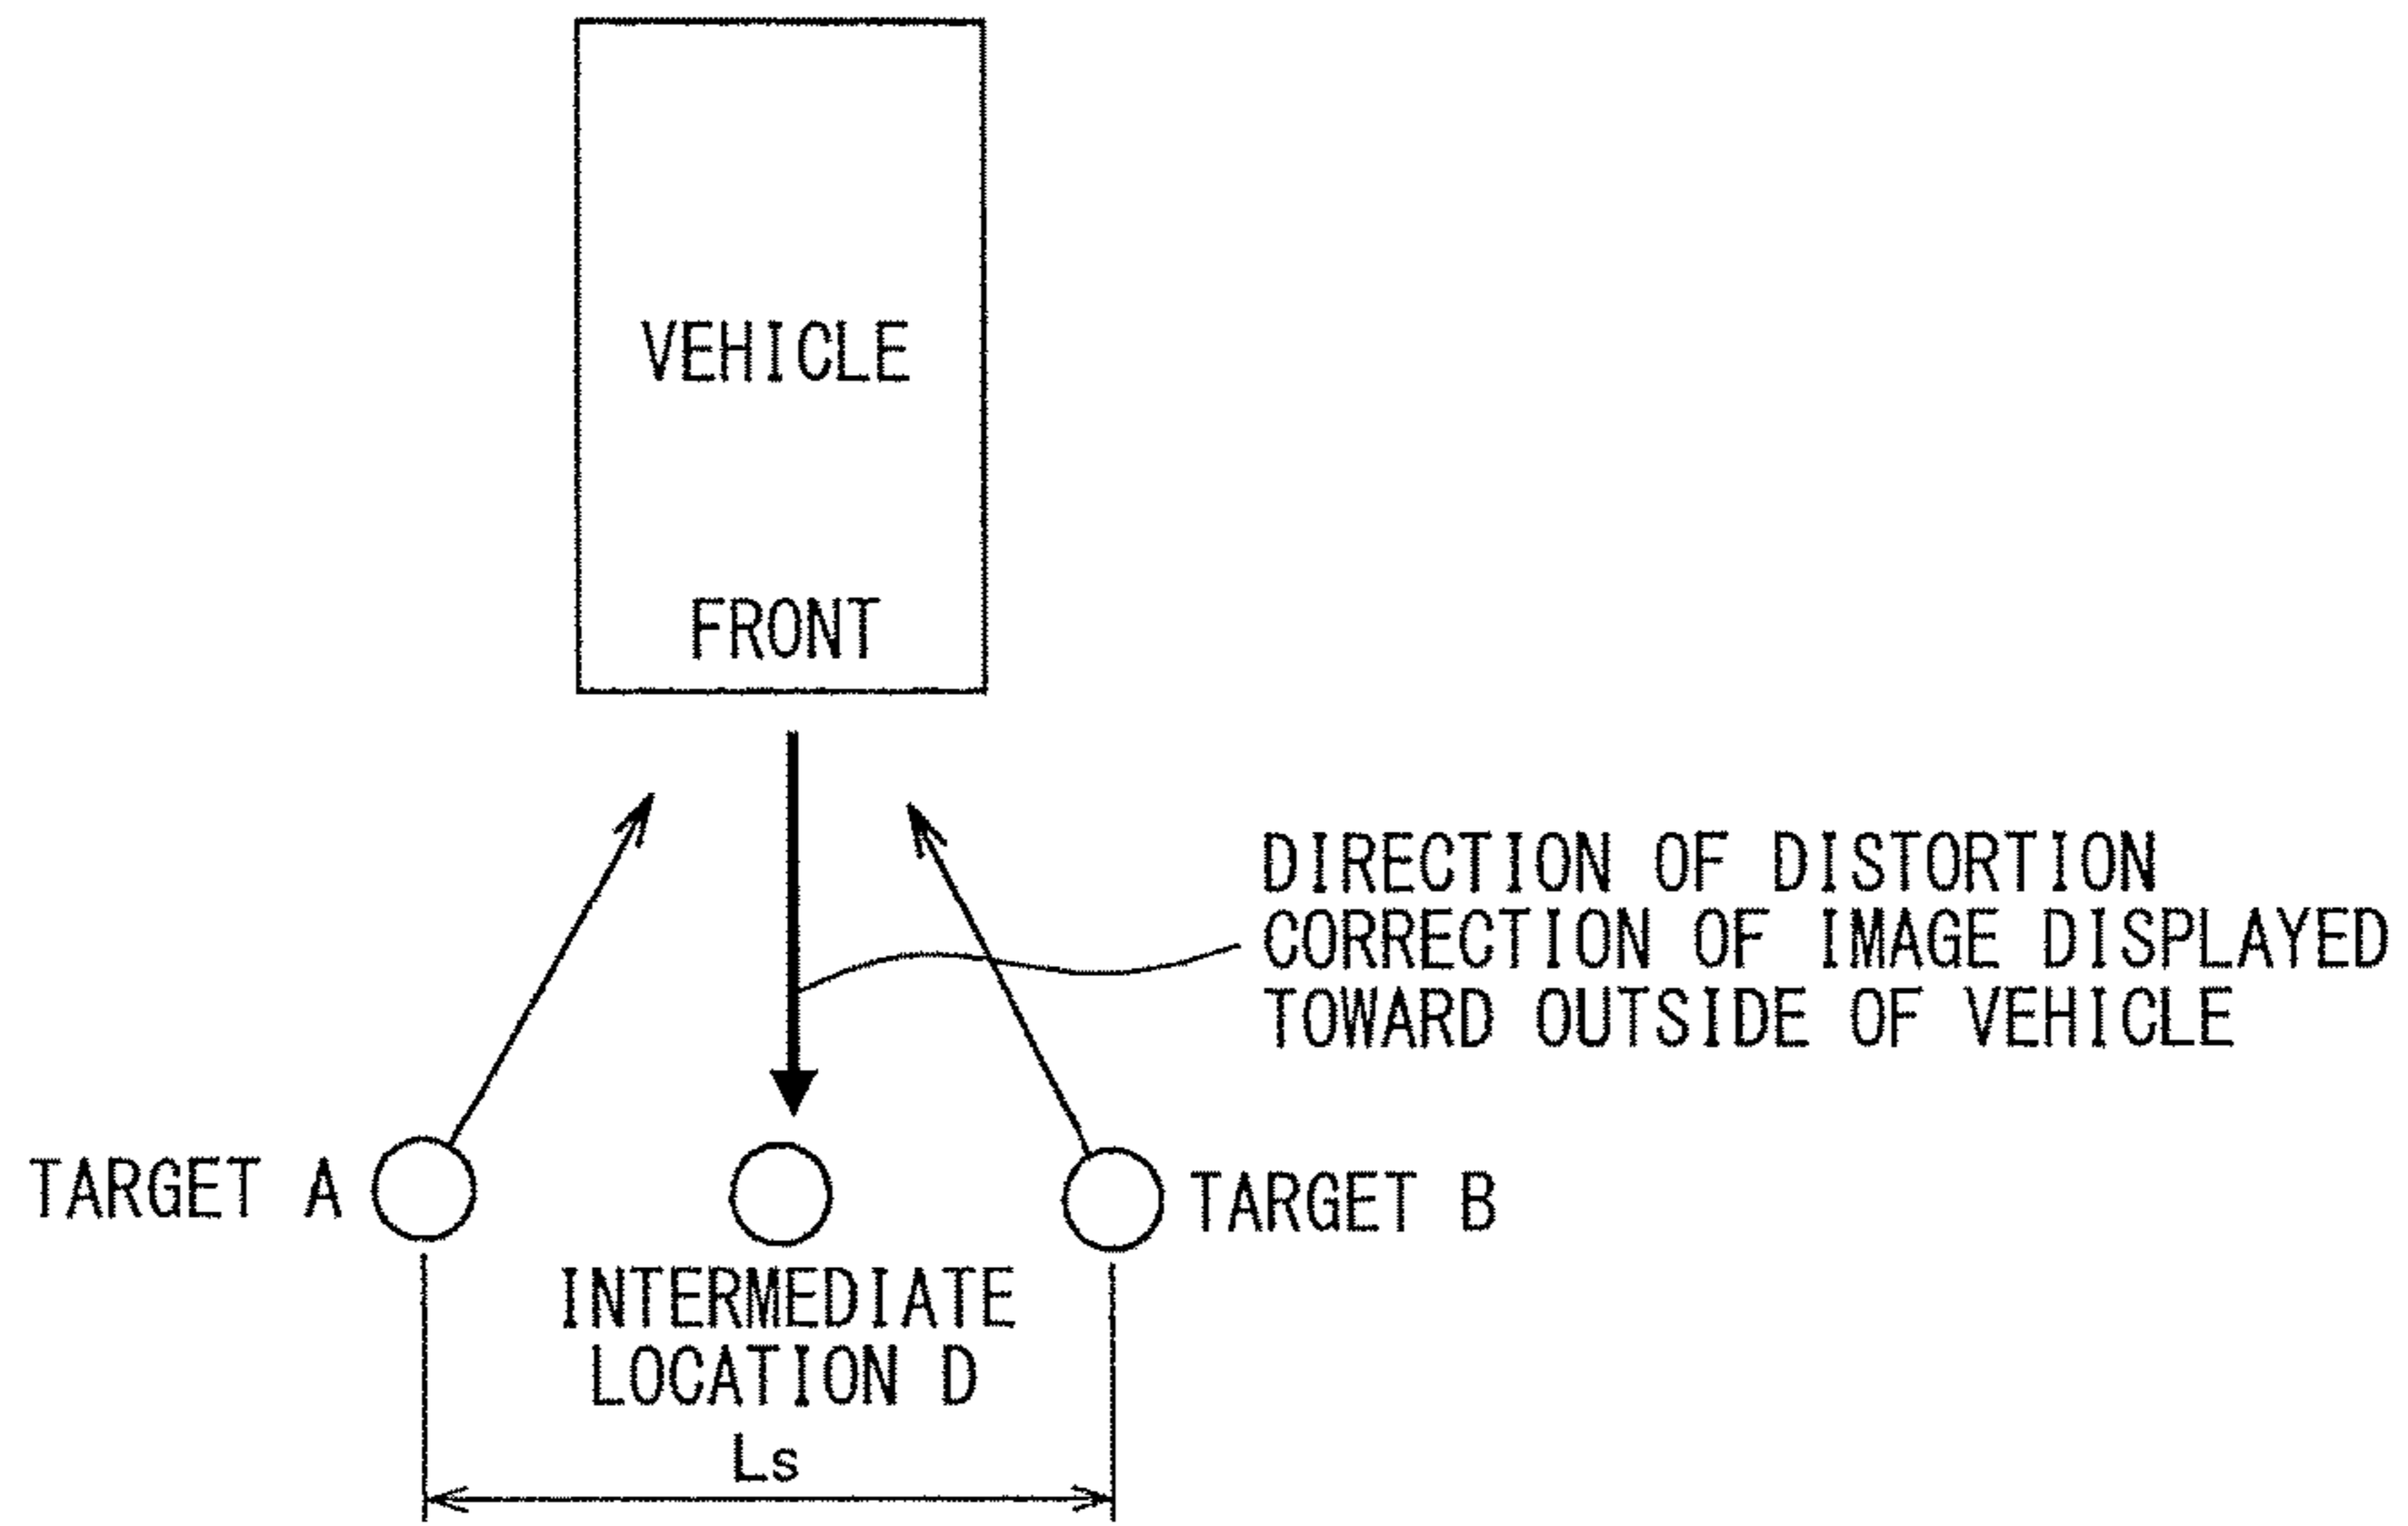 VEHICLE
FRONT
DIRECTION OF DISTORTION
CORRECTION OF IMAGE DISPLAYED
TOWARD OUTSIDE OF VEHICLE
TARGET A
TARGET B
INTERMEDIATE
LOCATION D
Ls